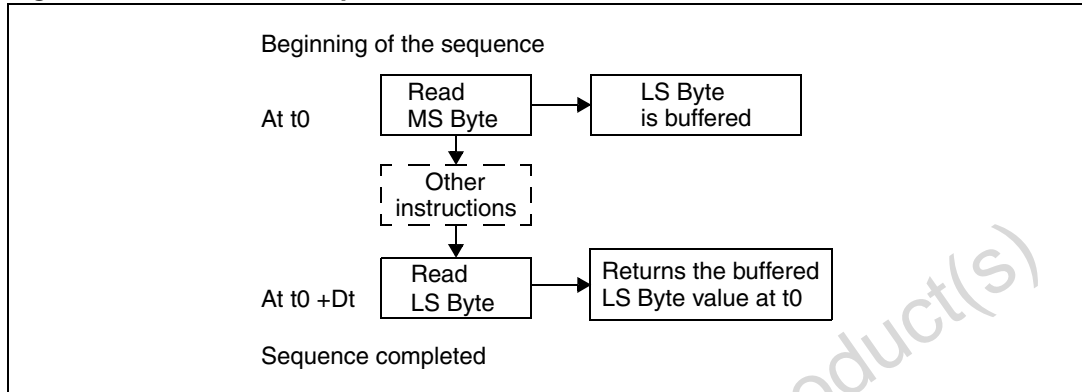 Beginning of the sequence
At t0
Read
MS Byte
LS Byte
is buffered
Other
instructions
At t0 +Dt
Read
LS Byte
Returns the buffered
LS Byte value at t0
Sequence completed